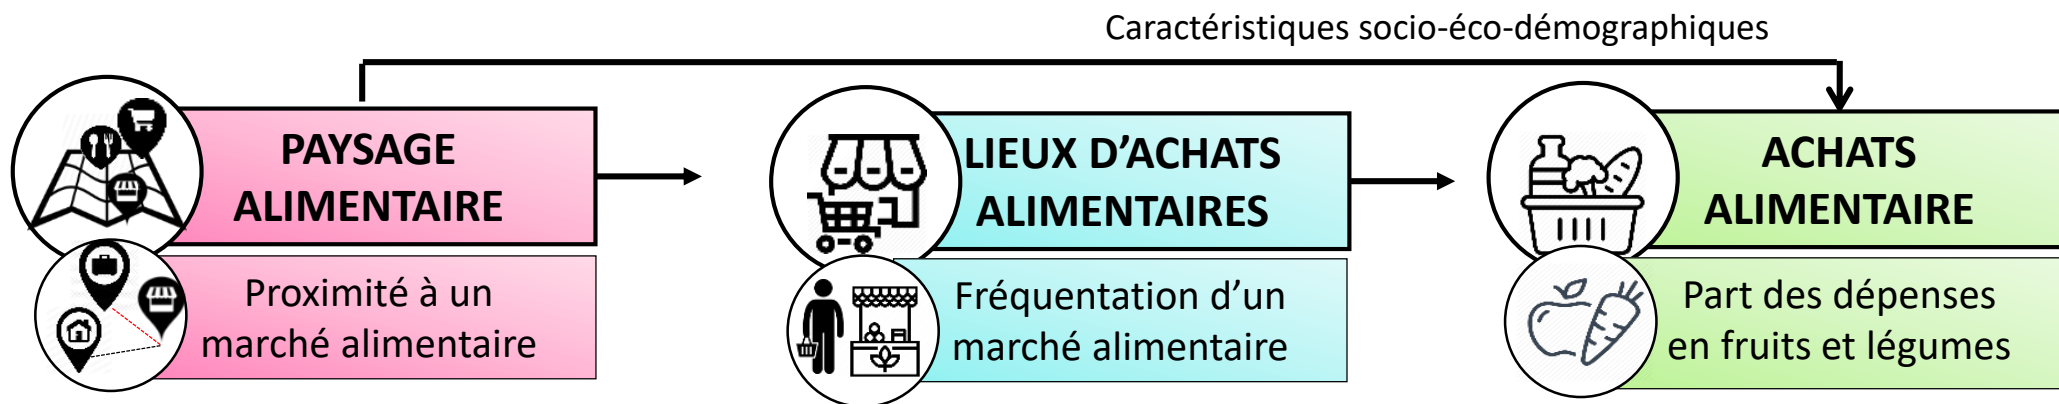 Caractéristiques socio-éco-démographiques
PAYSAGE
ALIMENTAIRE
Proximité à un
marché alimentaire
LIEUX D’ACHATS
ALIMENTAIRES
Fréquentation d’un
marché alimentaire
ACHATS
ALIMENTAIRE
Part des dépenses
en fruits et légumes